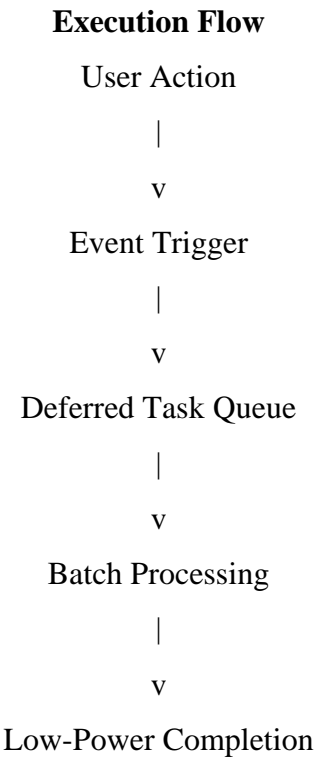 Execution Flow
User Action
|
v
Event Trigger
|
v
Deferred Task Queue
|
v
Batch Processing
|
v
Low-Power Completion